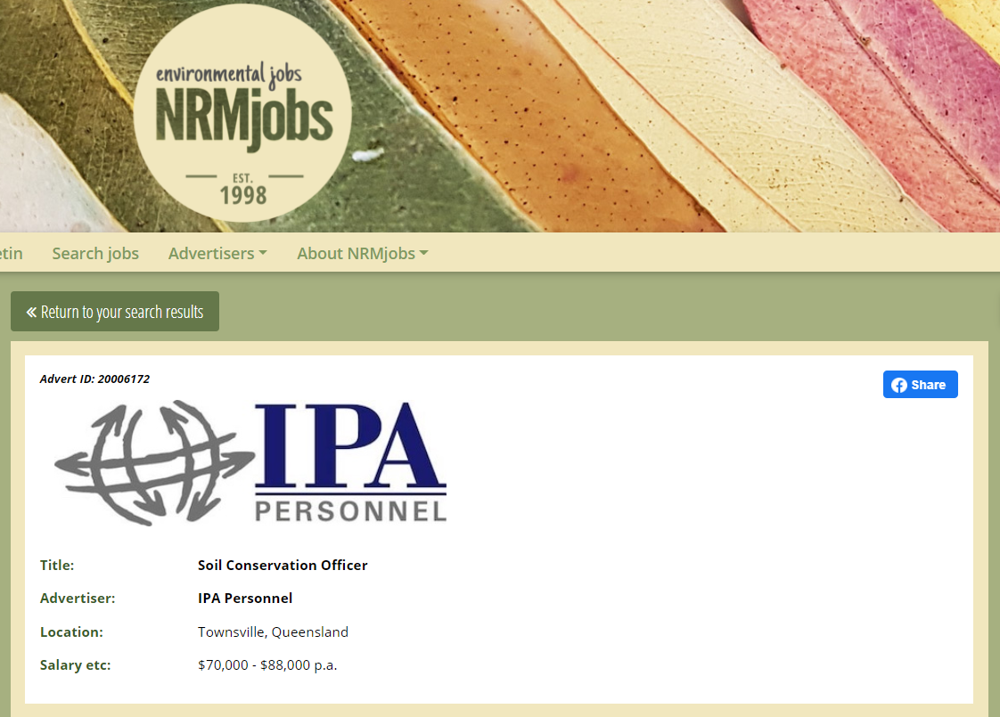 environmental jobs
NRMjobs
EST.
1998
etin Search jobs Advertisers About NRMjobs
Return to your search results
Advert ID: 20006172
Share
IPA
PERSONNEL
Title: Soil Conservation Officer
Advertiser: IPA Personnel
Location: Townsville, Queensland
Salary etc: $70,000 - $88,000 p.a.